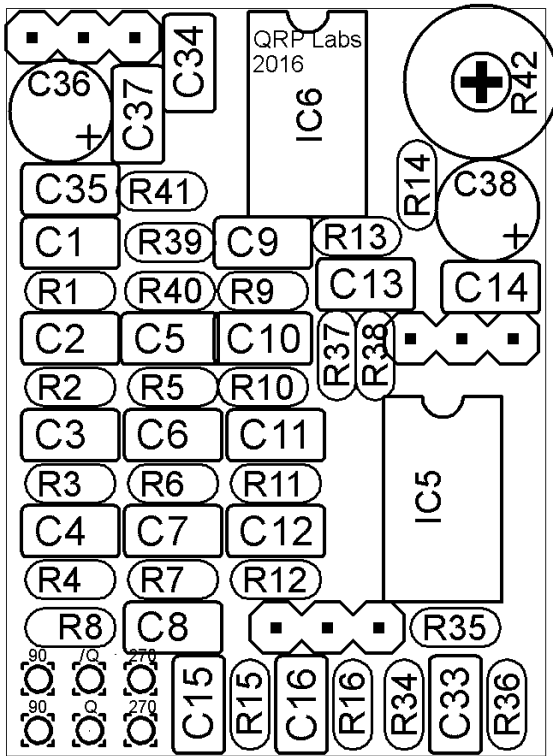 C34
QRP Labs
2016
C36
C37
IC6
R42
R14
C38
C35
R41
C1
R39
C9
R13
R1
R40
R9
C13
C14
C2
C5
C10
R37
R38
R2
R5
R10
C3
C6
C11
R3
R6
R11
IC5
C4
C7
C12
R4
R7
R12
R8
C8
R35
90
/Q
270
90
Q
270
C15
R15
C16
R16
R34
C33
R36